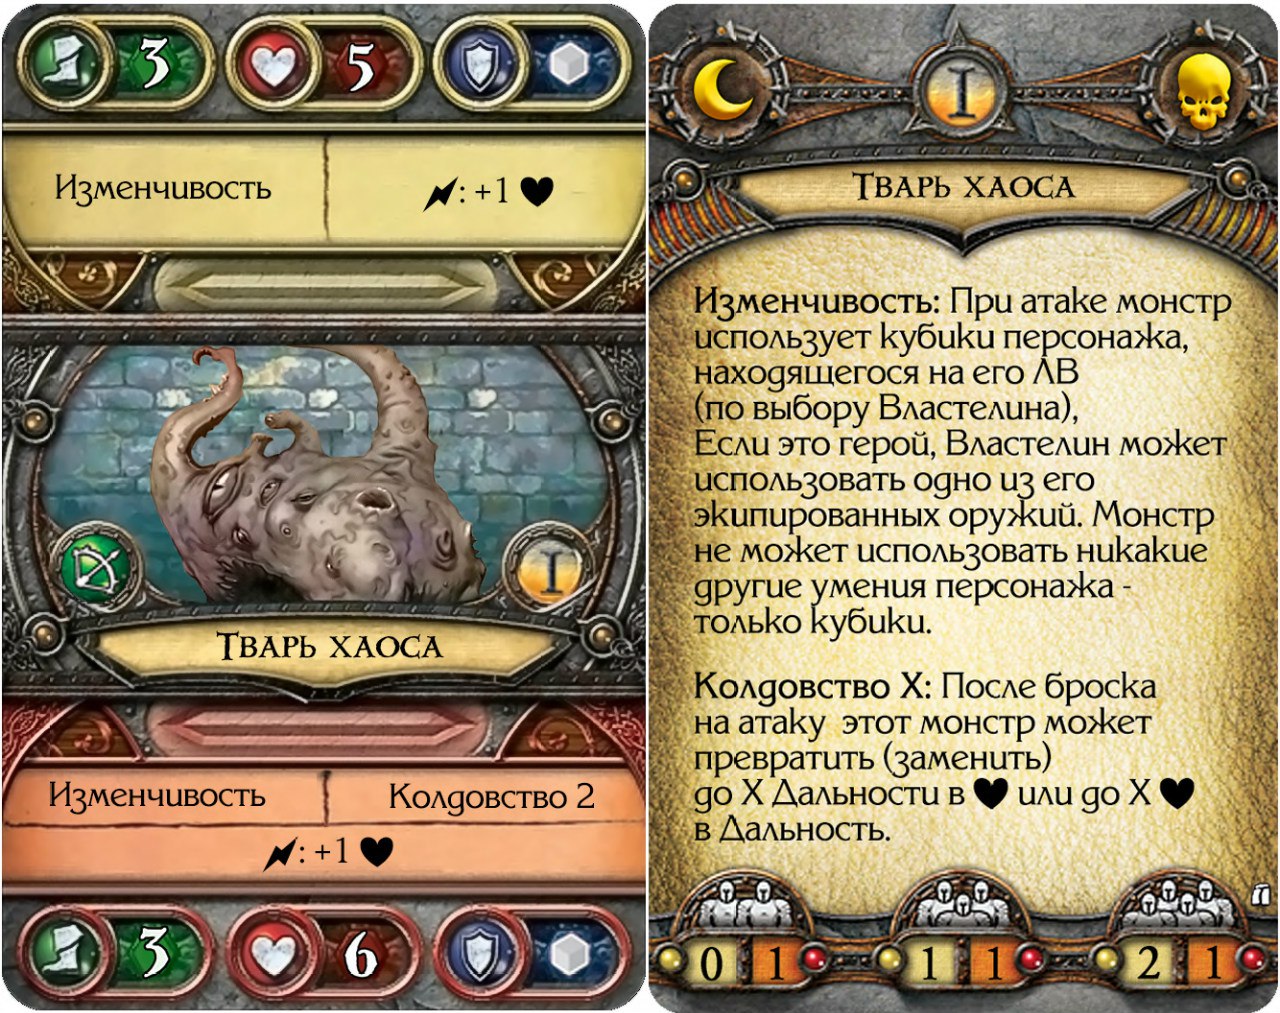 3 5
Изменчивость
: +1
I
Тварь хаоса
Изменчивость Колдовство 2
: +1
3 6
I
Тварь хаоса
Изменчивость: При атаке монстр
использует кубики персонажа,
находящегося на его ЛВ
(по выбору Властелина),
Если это герой, Властелин может
использовать одно из его
экипированных оружий. Монстр
не может использовать никакие
другие умения персонажа -
только кубики.
Колдовство X: После броска
на атаку этот монстр может
превратить (заменить)
до X Дальности в или до X
в Дальность.
0 1 1 1 2 1